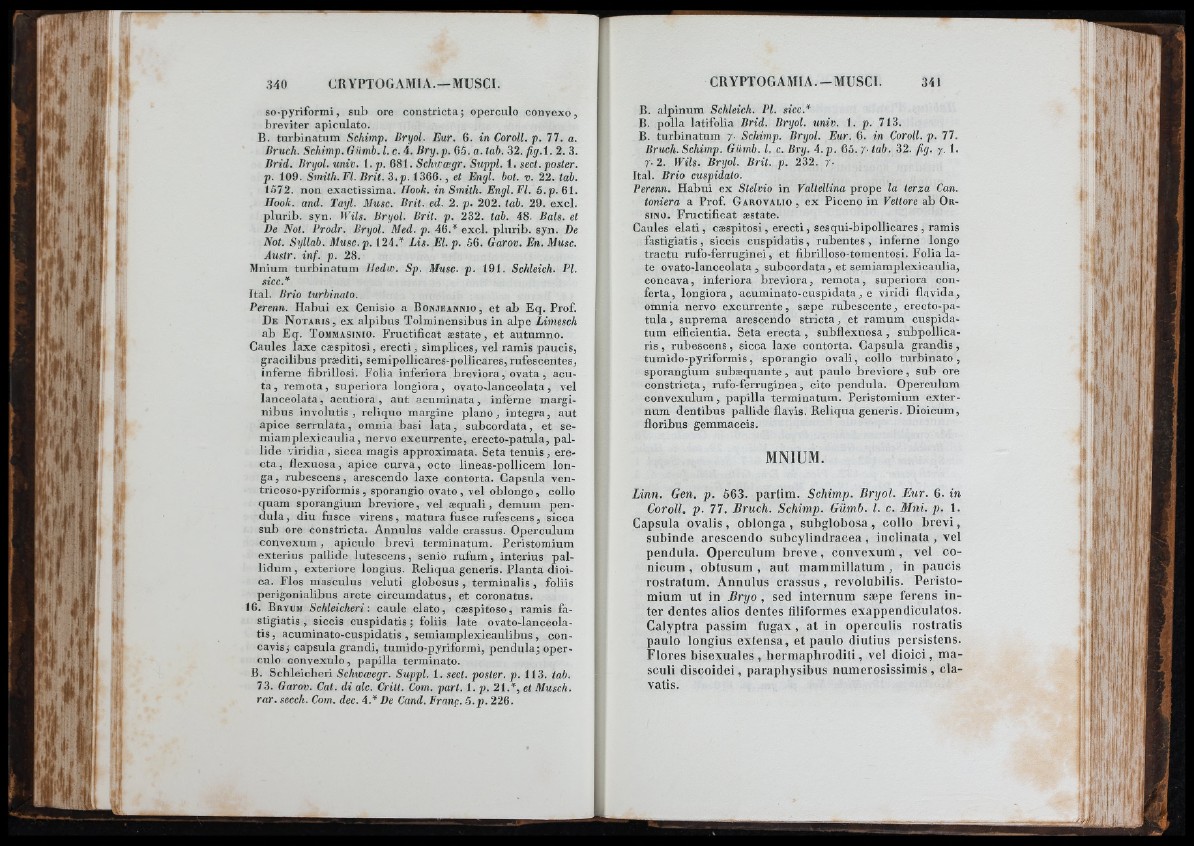 340 CRYPTOGAMIA.—MUSCI.
so-pyriformi, sub ore constricta; operculo convexo,
breviter apiculato.
B. turbinatum Schimp. Bryol. Eur. 6. in Coroll. p. 77. a.
Bruch. Schimp. Gümb. l. c. 4. Bry. p. 65. a. tab. 32. fig.1. 2. 3.
Brid. Bryol. univ. 1. p. 681. Schwægr. Suppl. 1. sect. poster.
p. 109. Smith. Fl. Brit. 3. p. 1366., et Engl. bot. v. 22. tab.
1572. non exactissima. Hook. in Smith. Engl. Fl. 5. p. 61.
Hook. and. Tayl. Musc. Brit. ed. 2. p. 202. tab. 29. excl.
plurib. syn. Wils. Bryol. Brit. p. 232. tab. 48. Bals. et
De Not. Prodr. Bryol. Med. p. 46.* excl. plurib. syn. De
Not. Syllab. Musc. p. 124.* Lis. El. p. 56. Garov. En. Musc.
Austr. inf. p. 28.
Mnium turbinatum Hedw. Sp. Musc. p. 191. Schleich. Pl.
sicc.*
Ital. Brio turbinato.
Perenn. Habui ex Cenisio a BONJEANNIO, et ab Eq. Prof.
DE NOTARIS, ex alpibus Tolminensibus in alpe Limesch
ab Eq. TOMMASINIO. Fructificat æstate, et autumno.
Caules laxe cæspitosi, erecti, simplices, vel ramis paucis,
gracilibus præditi, semipollicares-pollicares, rufescentes,
inferne fibrillosi. Folia inferiora breviora, ovata, acu-
ta, remota, superiora longiora, ovato-lanceolata, vel
lanceolata, acutiora, aut acuminata, inferne margi-
nibus involutis, reliquo margine plano, integra, aut
apice serrulata, omnia basi lata, subcordata, et se-
miamplexicaulia, nervo excurrente, erecto-patula, pal-
lide viridia, sicca magis approximata. Seta tenuis, ere-
cta, flexuosa, apice curva, octo lineas-pollicem lon-
ga, rubescens, arescendo laxe contorta. Capsula ven-
tricoso-pyriformis, sporangio ovato, vel oblongo, collo
quam sporangium breviore, vel æquali, demum pen-
dula, diu fusce virens, matura fusce rufescens, sicca
sub ore constricta. Annulus valde crassus. Operculum
convexum, apiculo brevi terminatum. Peristomium
exterius pallide lutescens, senio rufum, interius pal-
lidum, exteriore longius. Reliqua generis. Planta dioi-
ca. Flos masculus veluti globosus, terminalis, foliis
perigonialibus arcte circumdatus, et coronatus.
16. BRYUM Schleicheri: caule elato, cæspitoso, ramis fa-
stigiatis, siccis cuspidatis; foliis late ovato-lanceola-
tis, acuminato-cuspidatis, semiamplexicaulibus, con-
cavis; capsula grandi, tumido-pyriformi, pendula; oper-
culo convexulo, papilla terminato.
B. Schleicheri Schwægr. Suppl. 1. sect. poster. p. 113. tab.
73. Garov. Cat. di alc. Critt. Com. part. 1. p. 21.*, et Musch.
rar. secch. Com. dec. 4.* De Cand. Franç. 5. p. 226.
CRYPTOGAMIA.—MUSCI. 341
B. alpinum Schleich. Pl. sicc.*
B. polla latifolia Brid. Bryol. univ. 1. p. 713.
B. turbinatum γ. Schimp. Bryol. Eur. 6. in Coroll. p. 77.
Bruch. Schimp. Gümb. l. c. Bry. 4. p. 65. γ. tab. 32. fig. γ. 1.
γ. 2. Wils. Bryol. Brit. p. 232. γ.
Ital. Brio cuspidato.
Perenn. Habui ex Stelvio in Valtellina prope la terza Can.
toniera a Prof. GAROVALIO, ex Piceno in Vettore ab OR-
SINO. Fructificat æstate.
Caules elati, cæspitosi, erecti, sesqui-bipollicares, ramis
fastigiatis, siccis cuspidatis, rubentes, inferne longo
tractu rufo-ferruginei, et fibrilloso-tomentosi. Folia la-
te ovato-lanceolata, subcordata, et semiamplexicaulia,
concava, inferiora breviora, remota, superiora con-
ferta, longiora, acuminato-cuspidata, e viridi flavida,
omnia nervo excurrente, sæpe rubescente, erecto-pa-
tula, suprema arescendo stricta, et ramum cuspida-
tum efficientia. Seta erecta, subflexuosa, subpollica-
ris, rubescens, sicca laxe contorta. Capsula grandis,
tumido-pyriformis, sporangio ovali, collo turbinato,
sporangium subæquante, aut paulo breviore, sub ore
constricta, rufo-ferruginea, cito pendula. Operculum
convexulum, papilla terminatum. Peristomium exter-
num dentibus pallide flavis. Reliqua generis. Dioicum,
floribus gemmaceis.
MNIUM.
Linn. Gen. p. 563. partim. Schimp. Bryol. Eur. 6. in
Coroll. p. 77. Bruch. Schimp. Gümb. l. c. Mni. p. 1.
Capsula ovalis, oblonga, subglobosa, collo brevi,
subinde arescendo subcylindracea, inclinata, vel
pendula. Operculum breve, convexum, vel co-
nicum, obtusum, aut mammillatum, in paucis
rostratum. Annulus crassus, revolubilis. Peristo-
mium ut in Bryo, sed internum sæpe ferens in-
ter dentes alios dentes filiformes exappendiculatos.
Calyptra passim fugax, at in operculis rostratis
paulo longius extensa, et paulo diutius persistens.
Flores bisexuales, hermaphroditi, vel dioici, ma-
sculi discoidei, paraphysibus numerosissimis, cla-
vatis.